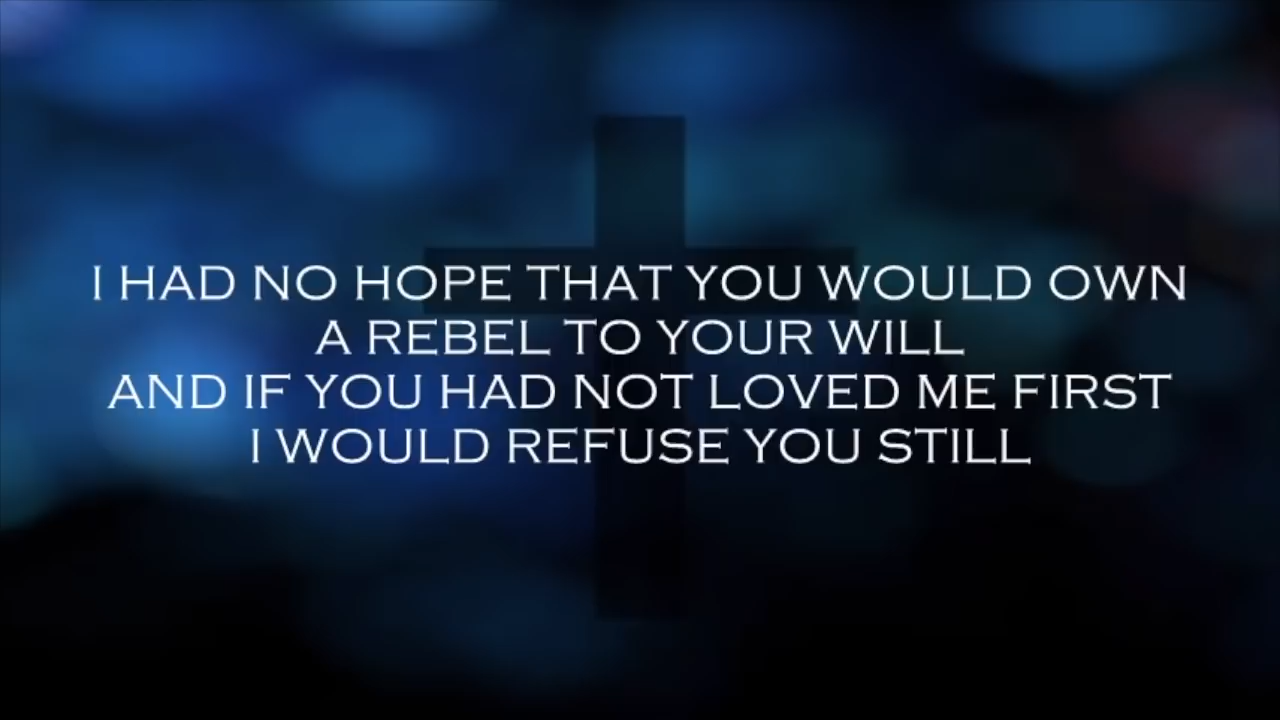 I HAD NO HOPE THAT YOU WOULD OWN
A REBEL TO YOUR WILL
AND IF YOU HAD NOT LOVED ME FIRST
I WOULD REFUSE YOU STILL